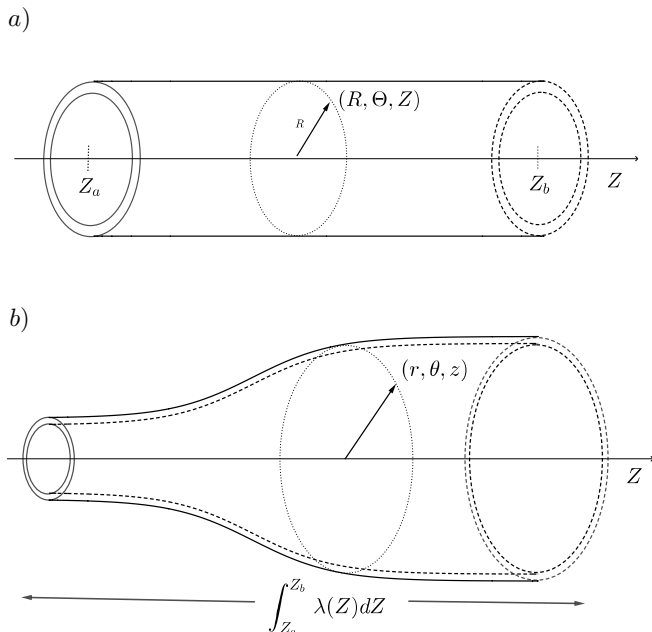 a)
R
(R, Θ, Z)
Z_a
Z_b
Z
b)
(r, θ, z)
Z
∫_{Z_a}^{Z_b} λ(Z)dZ